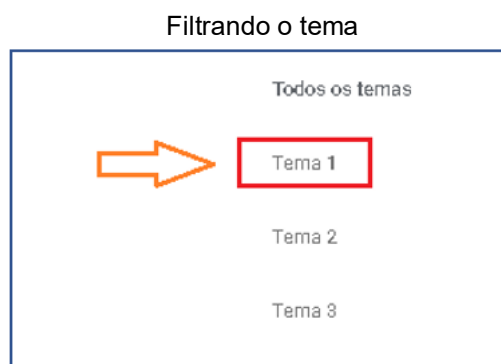 Filtrando o tema
Todos os temas
Tema 1
Tema 2
Tema 3